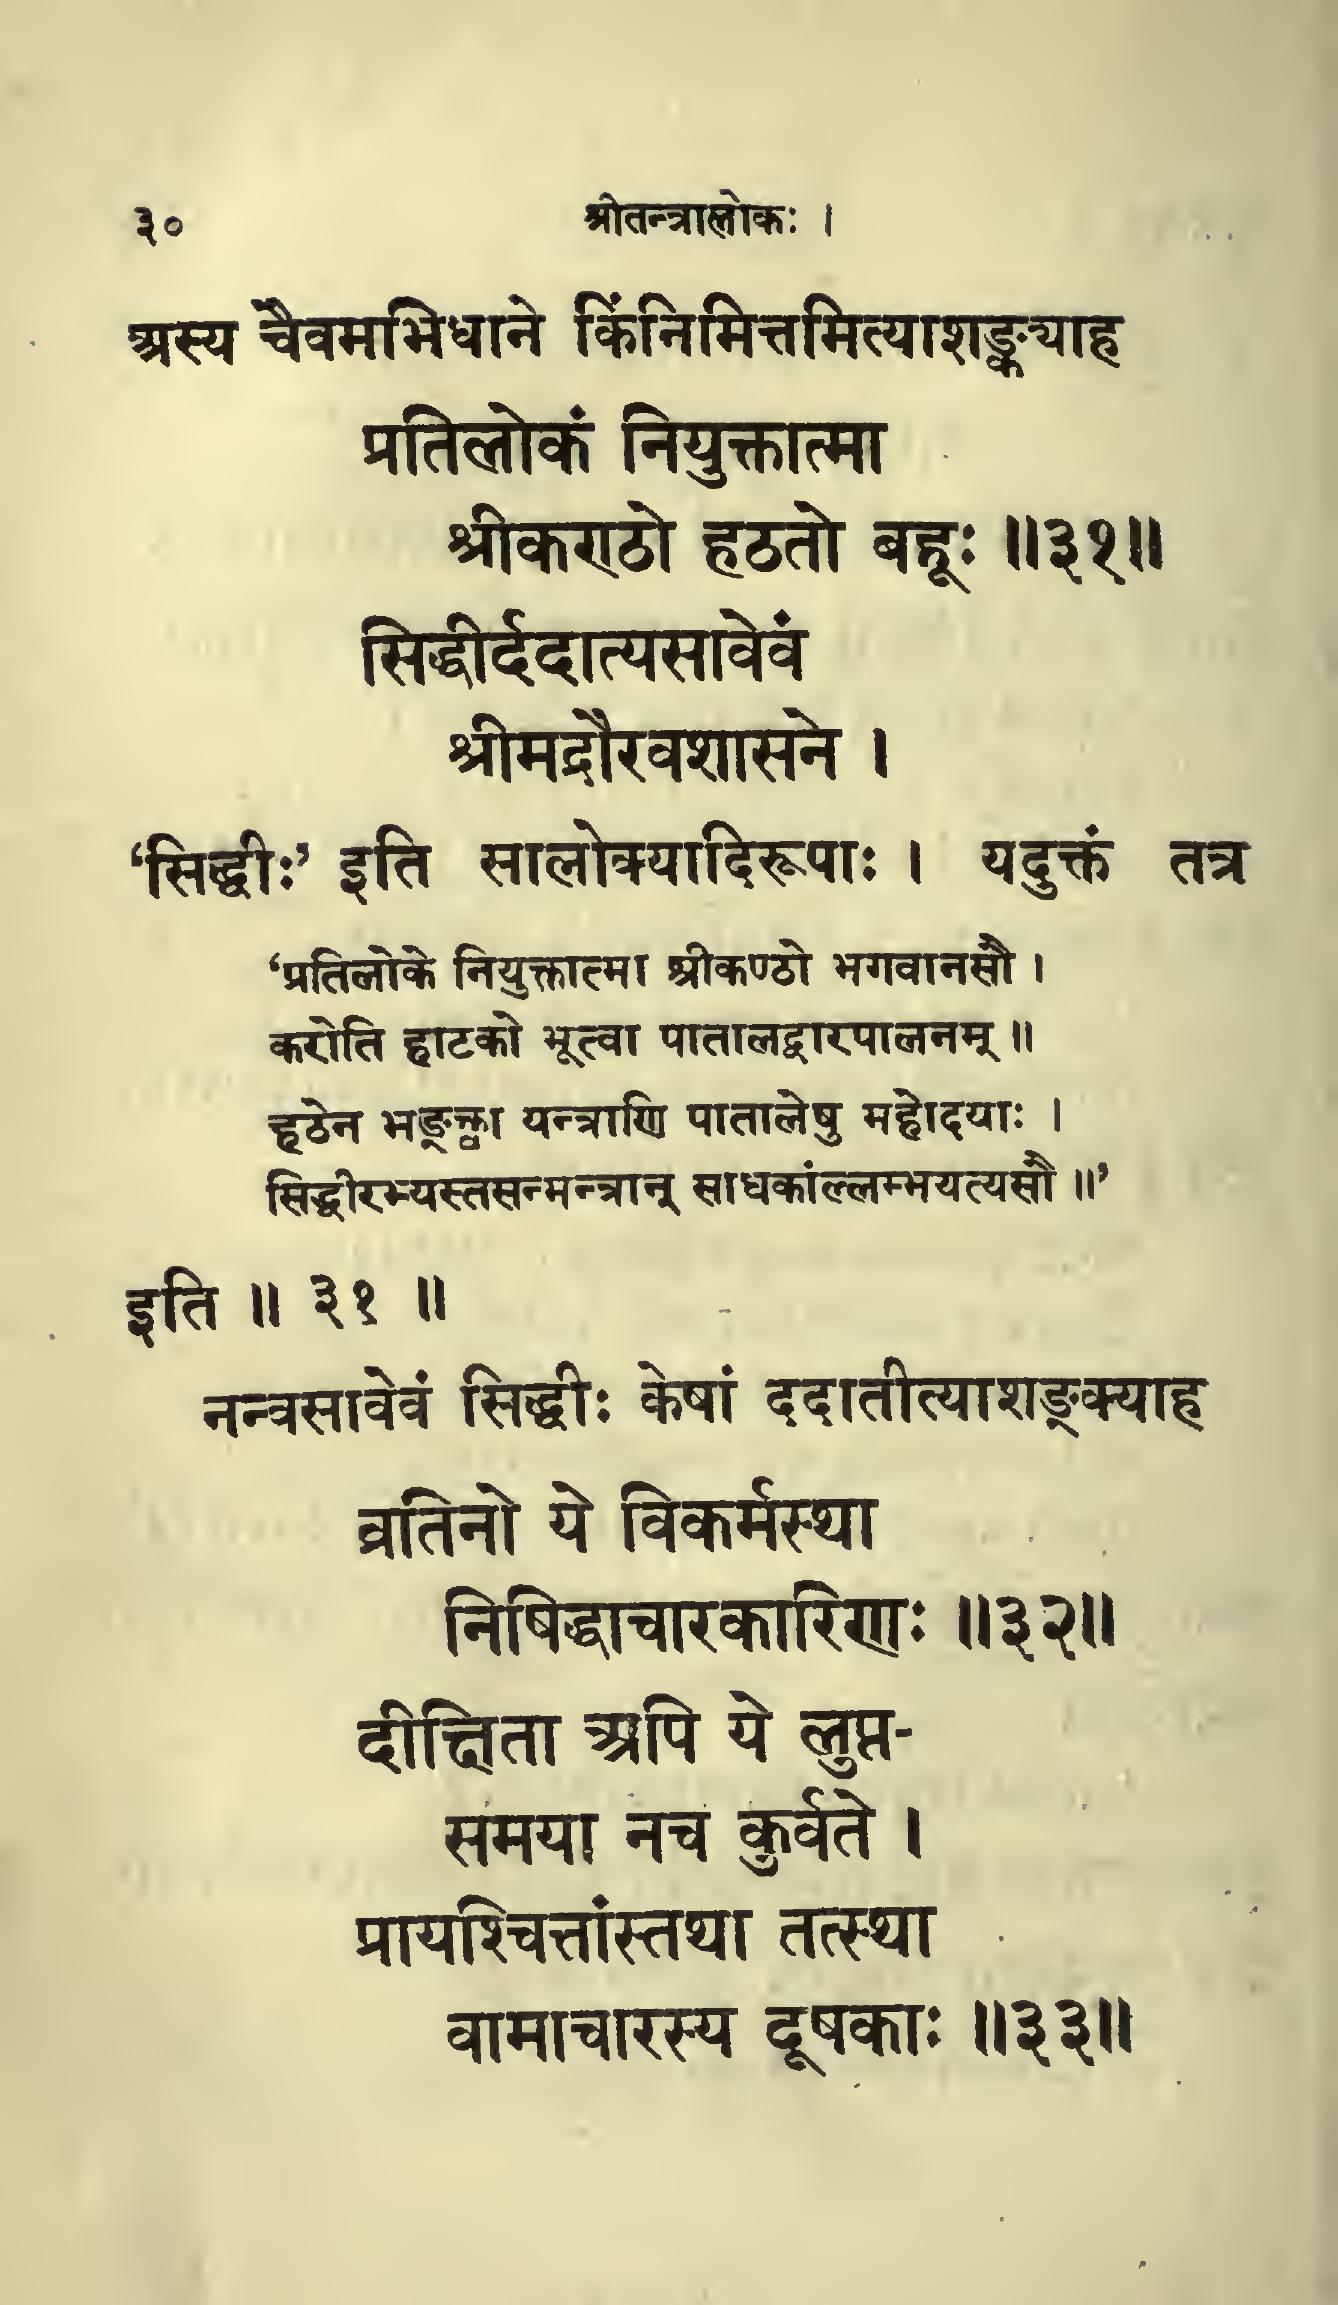 ३० श्रीतन्त्रालोकः ।
अस्य चैवमभिधाने किंनिमित्तमित्याशङ्क्याह
प्रतिलोकं नियुक्तात्मा
श्रीकण्ठो हठतो बहूः ॥३१॥
सिद्धीर्ददात्यसावेवं
श्रीमद्रौरवशासने ।
‘सिद्धीः’ इति सालोक्यादिरूपाः । यदुक्तं तत्र
‘प्रतिलोके नियुक्तात्मा श्रीकण्ठो भगवानसौ ।
करोति हाटको भूत्वा पातालद्वारपालनम् ॥
हठेन भङ्क्त्वा यन्त्राणि पातालेषु महोदयाः ।
सिद्धीरभ्यस्तसन्मन्त्रान् साधकांल्लम्भयत्यसौ ॥’
इति ॥ ३१ ॥
नन्वसावेवं सिद्धीः केषां ददातीत्याशङ्क्याह
व्रतिनो ये विकर्मस्था
निषिद्धाचारकारिणः ॥३२॥
दीक्षिता अपि ये लुप्त-
समया नच कुर्वते ।
प्रायश्चित्तांस्तथा तत्स्था
वामाचारस्य दूषकाः ॥३३॥